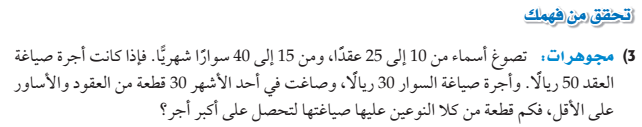 تحقق من فهمك
3) مجوهرات: تصوغ أسماء من 10 إلى 25 عقدًا، ومن 15 إلى 40 سوارًا شهريًّا. فإذا كانت أجرة صياغة
العقد 50 ريالًا. وأجرة صياغة السوار 30 ريالًا، وصاغت في أحد الأشهر 30 قطعة من العقود والأساور
على الأقل، فكم قطعة من كلا النوعين عليها صياغتها لتحصل على أكبر أجر؟